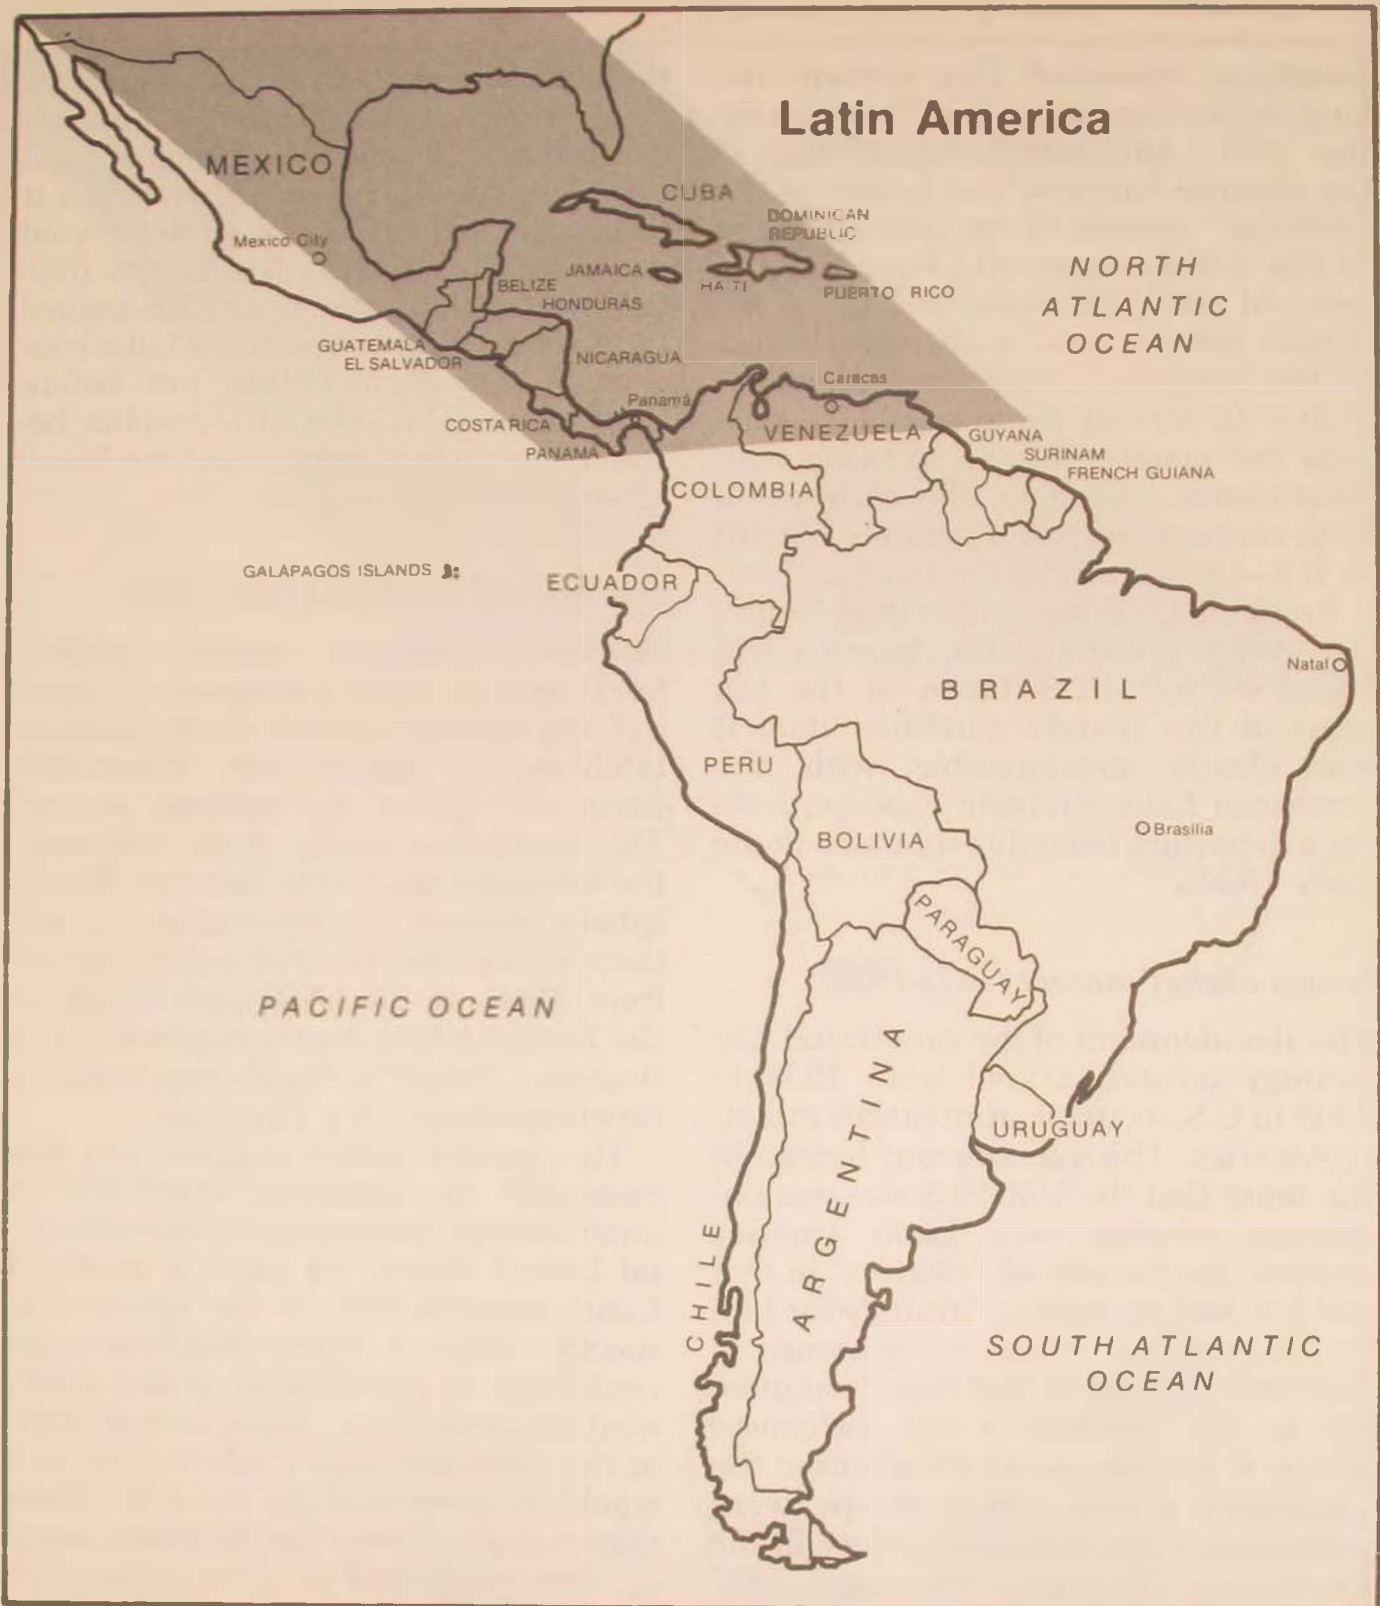 Latin America
MEXICO
Mexico City
CUBA
DOMINICAN
REPUBLIC
JAMAICA
HAITI
PUERTO RICO
BELIZE
HONDURAS
GUATEMALA
EL SALVADOR
NICARAGUA
NORTH
ATLANTIC
OCEAN
Caracas
Panamá
COSTA RICA
PANAMA
VENEZUELA
GUYANA
SURINAM
FRENCH GUIANA
COLOMBIA
GALAPAGOS ISLANDS
ECUADOR
Natal
BRAZIL
PERU
BOLIVIA
Brasília
PARAGUAY
PACIFIC OCEAN
ARGENTINA
URUGUAY
CHILE
SOUTH ATLANTIC
OCEAN